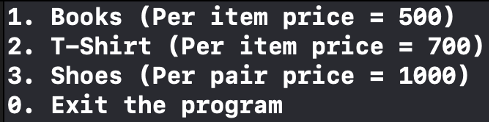 1. Books (Per item price = 500)
2. T-Shirt (Per item price = 700)
3. Shoes (Per pair price = 1000)
0. Exit the program